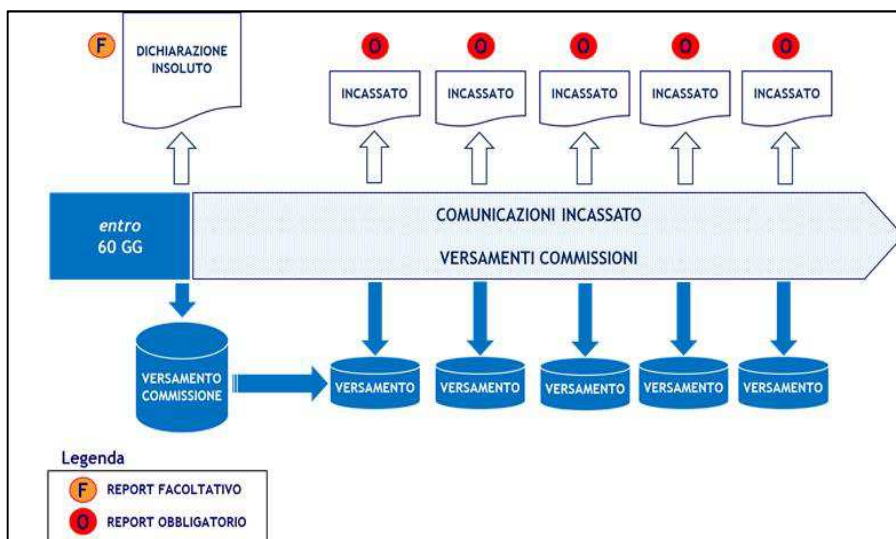 F
DICHIARAZIONE
INSOLUTO
O
O
O
O
O
INCASSATO
INCASSATO
INCASSATO
INCASSATO
INCASSATO
entro
60 GG
COMUNICAZIONI INCASSATO
VERSAMENTI COMMISSIONI
VERSAMENTO
COMMISSIONE
VERSAMENTO
VERSAMENTO
VERSAMENTO
VERSAMENTO
VERSAMENTO
Legenda
F REPORT FACOLTATIVO
O REPORT OBBLIGATORIO